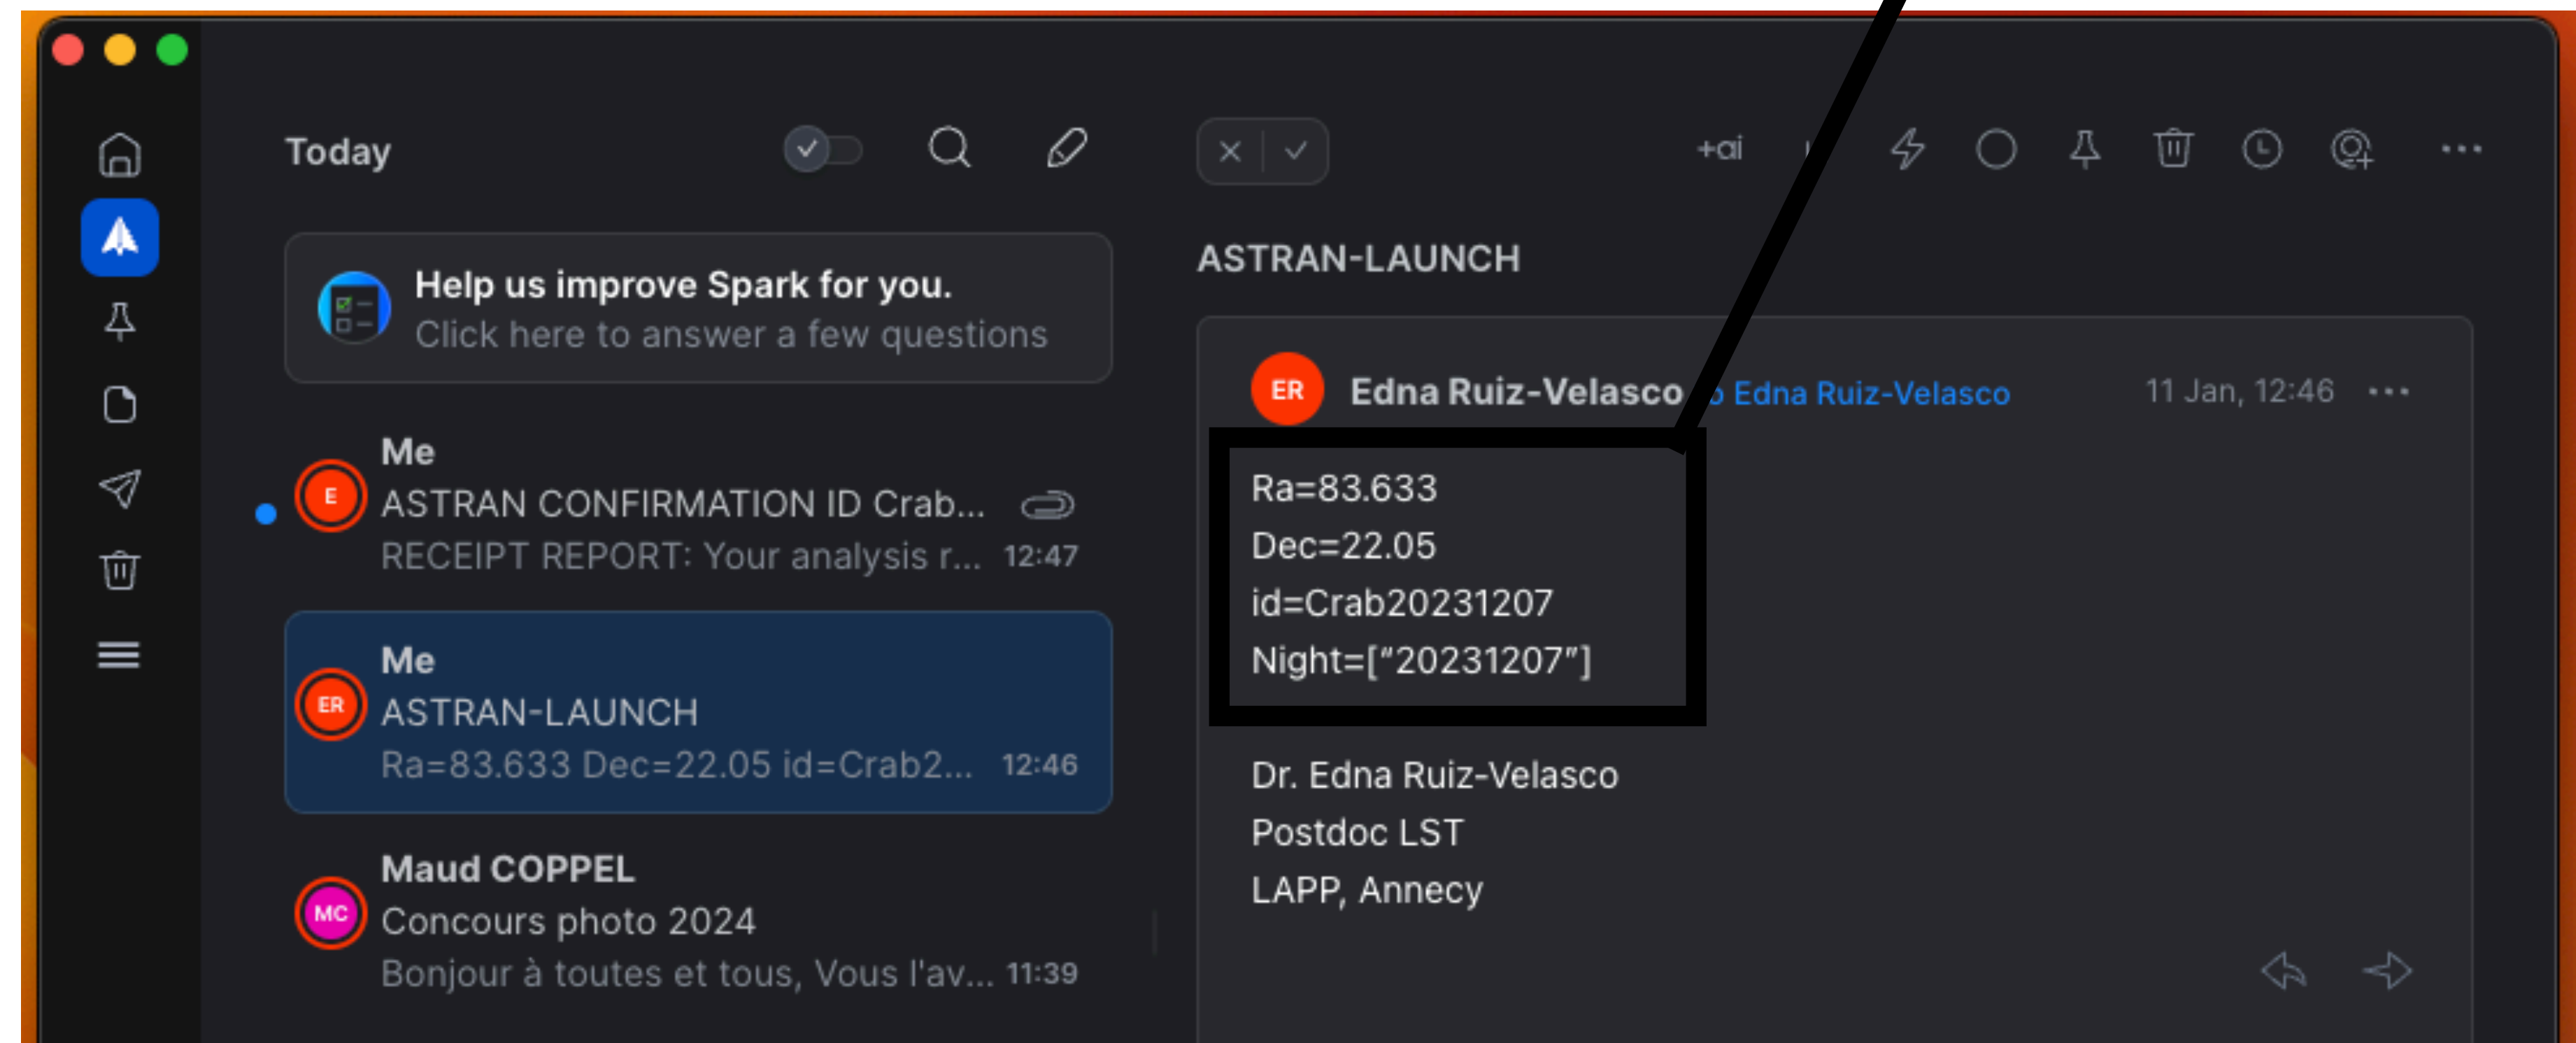 Today
+ai
Help us improve Spark for you.
Click here to answer a few questions
Me
E
ASTRAN CONFIRMATION ID Crab...
RECEIPT REPORT: Your analysis r... 12:47
Me
ER
ASTRAN-LAUNCH
Ra=83.633 Dec=22.05 id=Crab2... 12:46
Maud COPPEL
MC
Concours photo 2024
Bonjour à toutes et tous, Vous l'av... 11:39
ASTRAN-LAUNCH
ER
Edna Ruiz-Velasco Edna Ruiz-Velasco 11 Jan, 12:46
Ra=83.633
Dec=22.05
id=Crab20231207
Night=["20231207"]
Dr. Edna Ruiz-Velasco
Postdoc LST
LAPP, Annecy